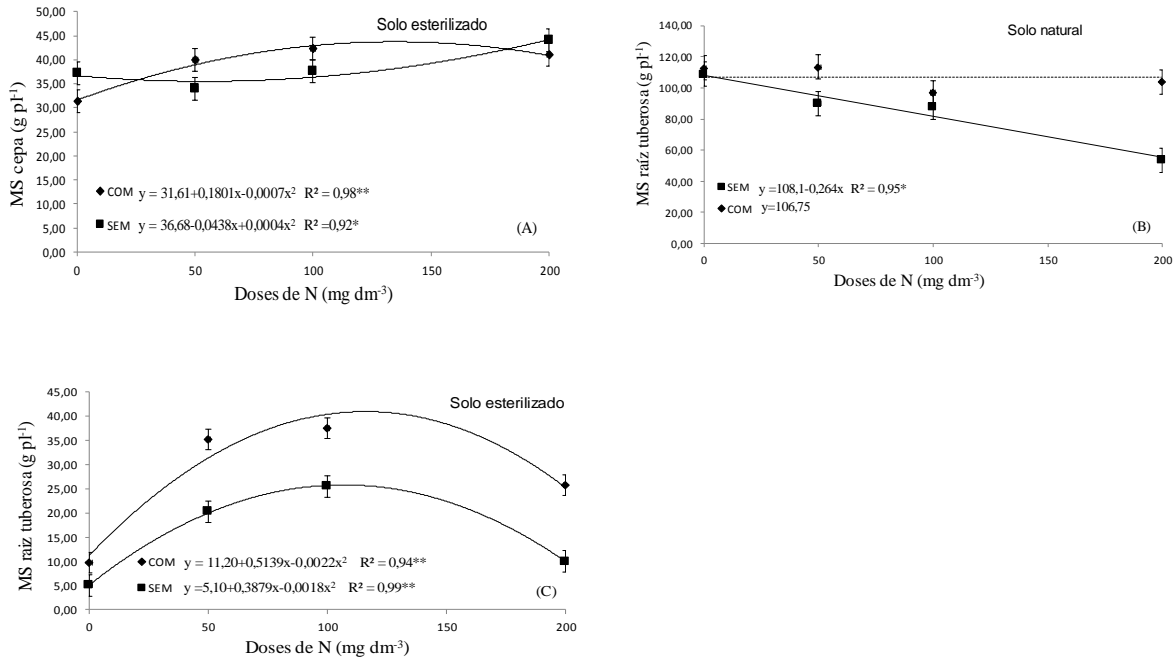 Solo esterilizado
MS cepa (g pl⁻¹)
50,00
45,00
40,00
35,00
30,00
25,00
20,00
15,00
10,00
5,00
0,00
COM y = 31,61+0,1801x-0,0007x² R² = 0,98**
SEM y = 36,68-0,0438x+0,0004x² R² =0,92*
(A)
0 50 100 150 200
Doses de N (mg dm⁻³)
Solo natural
MS raíz tuberosa (g pl⁻¹)
140,00
120,00
100,00
80,00
60,00
40,00
20,00
0,00
SEM y=108,1-0,264x R² = 0,95*
COM y=106,75
(B)
0 50 100 150 200
Doses de N (mg dm⁻³)
Solo esterilizado
MS raiz tuberosa (g pl⁻¹)
45,00
40,00
35,00
30,00
25,00
20,00
15,00
10,00
5,00
0,00
COM y = 11,20+0,5139x-0,0022x² R² = 0,94**
SEM y =5,10+0,3879x-0,0018x² R² = 0,99**
(C)
0 50 100 150 200
Doses de N (mg dm⁻³)